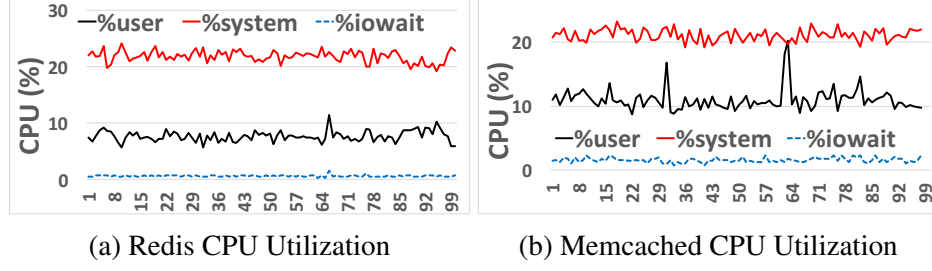 %user %system %iowait
CPU (%)
30
20
10
0
1 8 15 22 29 36 43 50 57 64 71 78 85 92 99
(a) Redis CPU Utilization
CPU (%)
20
10
0
%user %system %iowait
1 8 15 22 29 36 43 50 57 64 71 78 85 92 99
(b) Memcached CPU Utilization